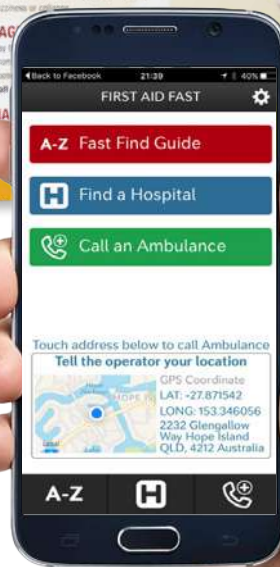 Back to Facebook 21:39 40%
FIRST AID FAST
A-Z Fast Find Guide
H Find a Hospital
Call an Ambulance
Touch address below to call Ambulance
Tell the operator your location
HOPE
GPS Coordinate
LAT: -27.871542
LONG: 153.346056
2232 Glengallow
Way Hope Island
QLD, 4212 Australia
A-Z H